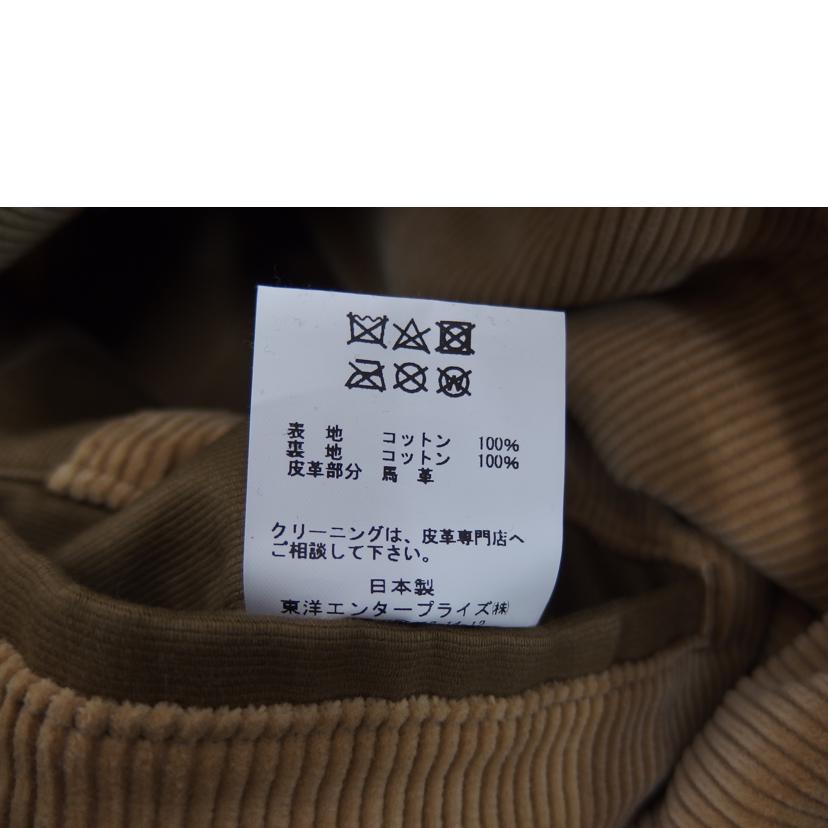 表 地 コットン 100%
裏 地 コットン 100%
皮革部分 馬 革
クリーニングは、皮革専門店へ
ご相談して下さい。
日本製
東洋エンタープライズ㈱